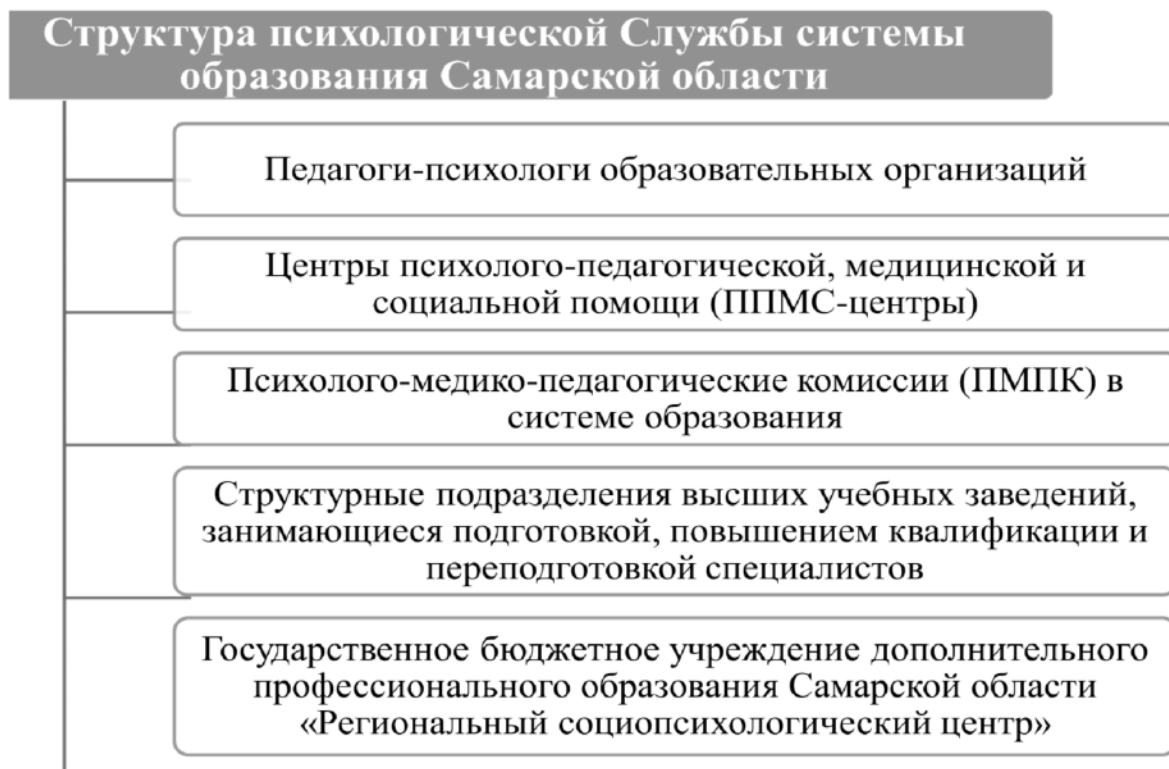 Структура психологической Службы системы
образования Самарской области
Педагоги-психологи образовательных организаций
Центры психолого-педагогической, медицинской и
социальной помощи (ППМС-центры)
Психолого-медико-педагогические комиссии (ПМПК) в
системе образования
Структурные подразделения высших учебных заведений,
занимающиеся подготовкой, повышением квалификации и
переподготовкой специалистов
Государственное бюджетное учреждение дополнительного
профессионального образования Самарской области
«Региональный социопсихологический центр»